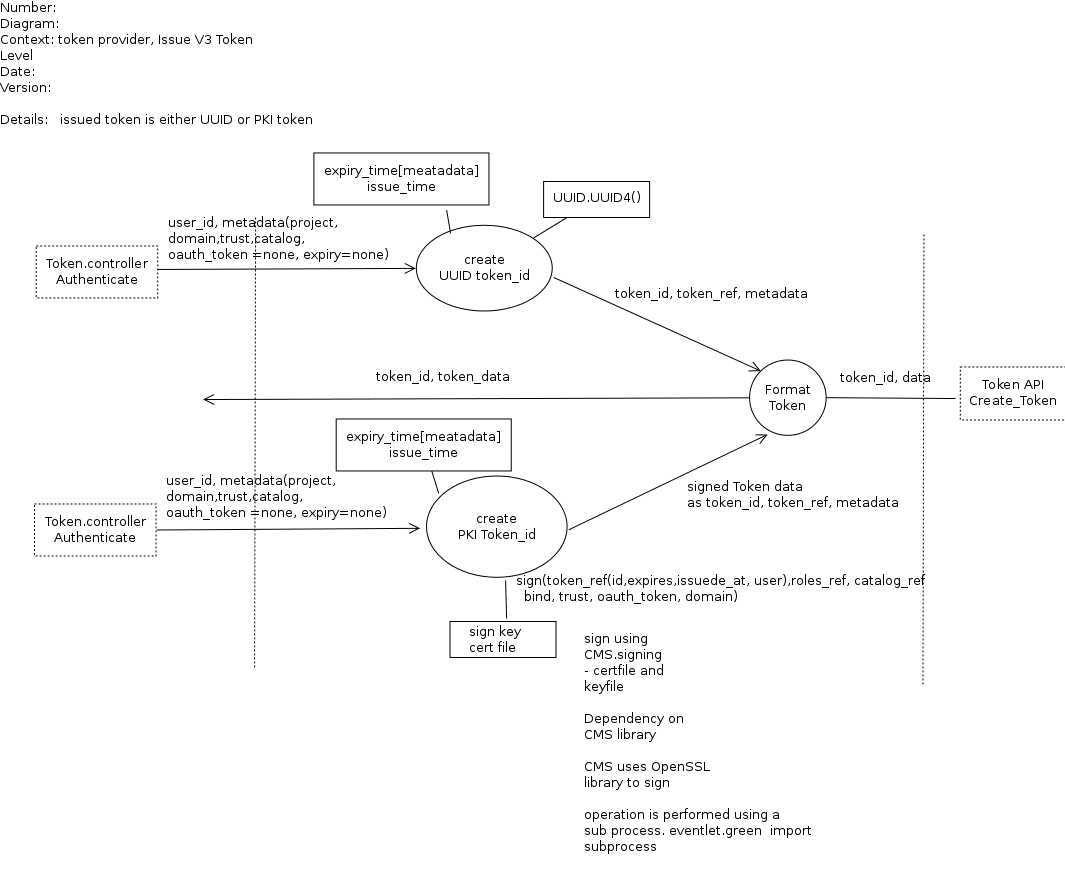 Number:
Diagram:
Context: token provider, Issue V3 Token
Level
Date:
Version:
Details: issued token is either UUID or PKI token
expiry_time[meatadata]
issue_time
UUID.UUID4()
user_id, metadata(project,
domain,trust,catalog,
oauth_token =none, expiry=none)
Token.controller
Authenticate
create
UUID token_id
token_id, token_ref, metadata
token_id, token_data
Format
Token
token_id, data
Token API
Create_Token
expiry_time[meatadata]
issue_time
user_id, metadata(project,
domain,trust,catalog,
oauth_token =none, expiry=none)
Token.controller
Authenticate
create
PKI Token_id
signed Token data
as token_id, token_ref, metadata
sign(token_ref(id,expires,issuede_at, user),roles_ref, catalog_ref
bind, trust, oauth_token, domain)
sign key
cert file
sign using
CMS.signing
- certfile and
keyfile
Dependency on
CMS library
CMS uses OpenSSL
library to sign
operation is performed using a
sub process. eventlet.green import
subprocess